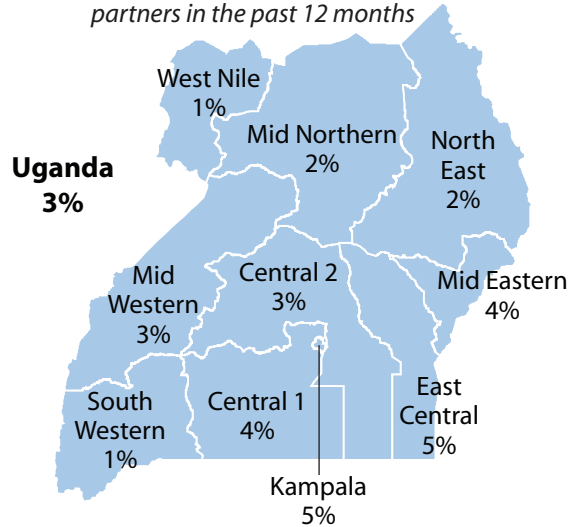 partners in the past 12 months
West Nile
1%
Mid Northern
2%
North
East
2%
Uganda
3%
Mid
Western
3%
Central 2
3%
Mid Eastern
4%
South
Western
1%
Central 1
4%
East
Central
5%
Kampala
5%